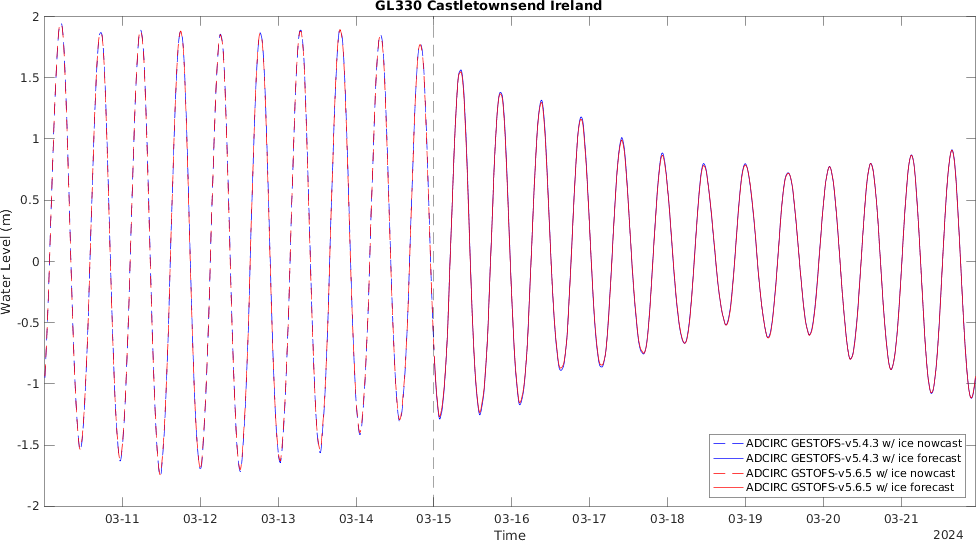 GL330 Castletownsend Ireland
2
1.5
1
0.5
0
-0.5
-1
-1.5
-2
Water Level (m)
ADCIRC GESTOFS-v5.4.3 w/ ice nowcast
ADCIRC GESTOFS-v5.4.3 w/ ice forecast
ADCIRC GSTOFS-v5.6.5 w/ ice nowcast
ADCIRC GSTOFS-v5.6.5 w/ ice forecast
03-11 03-12 03-13 03-14 03-15 03-16 03-17 03-18 03-19 03-20 03-21
Time
2024